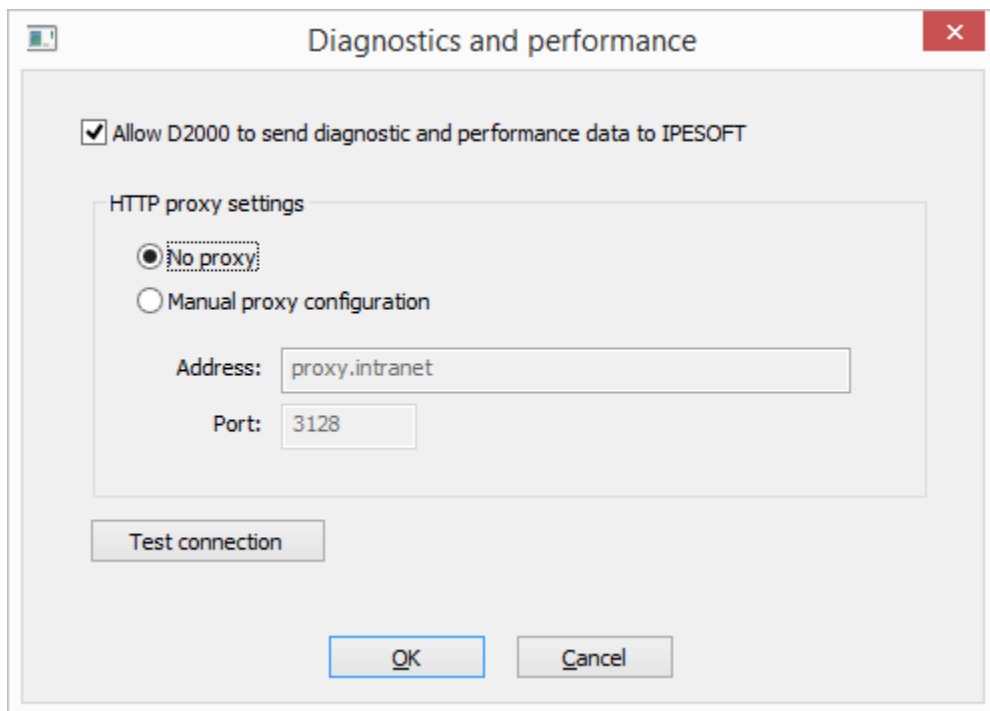 Diagnostics and performance
Allow D2000 to send diagnostic and performance data to IPESOFT
HTTP proxy settings
No proxy
Manual proxy configuration
Address: proxy.intranet
Port: 3128
Test connection
OK Cancel